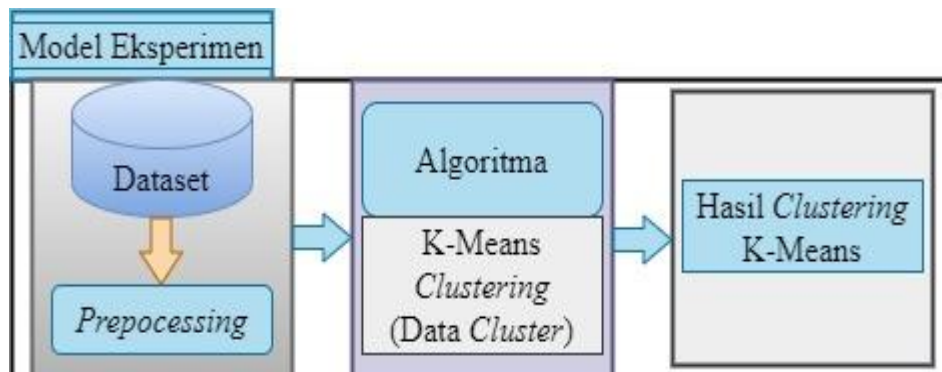 Model Eksperimen
Dataset
Prepocessing
Algoritma
K-Means
Clustering
(Data Cluster)
Hasil Clustering
K-Means